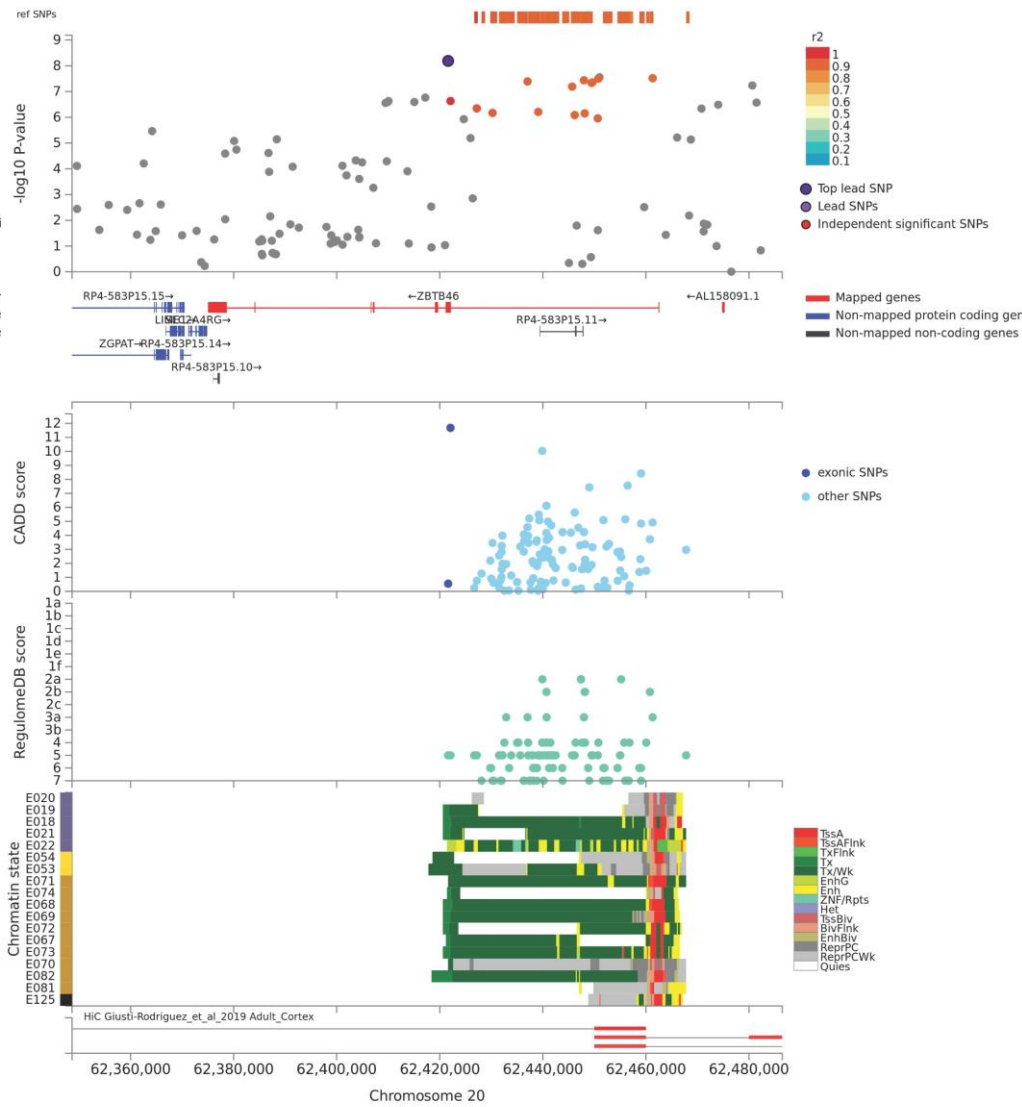 ref SNPs
9
8
7
6
5
4
3
2
1
0
-log10 P-value
r2
1
0.9
0.8
0.7
0.6
0.5
0.4
0.3
0.2
0.1
Top lead SNP
Lead SNPs
Independent significant SNPs
RP4-583P15.15→
←ZBTB46
←AL158091.1
RP4-583P15.11→
ZGPAT→
RP4-583P15.14→
RP4-583P15.10→
Mapped genes
Non-mapped protein coding gen
Non-mapped non-coding genes
12
11
10
9
8
7
6
5
4
3
2
1
0
CADD score
exonic SNPs
other SNPs
1a
1b
1c
1d
1e
1f
2a
2b
2c
3a
3b
4
5
6
7
RegulomeDB score
E020
E019
E018
E021
E022
E054
E053
E071
E074
E068
E069
E072
E067
E073
E070
E082
E081
E125
Chromatin state
TssA
TssAFlnk
TxFlnk
Tx
Tx/Wk
EnhG
Enh
ZNF/Rpts
Het
TssBiv
BivFlnk
EnhBiv
ReprPC
ReprPCWk
Quies
HiC Giusti-Rodriguez_et_al_2019 Adult_Cortex
62,360,000 62,380,000 62,400,000 62,420,000 62,440,000 62,460,000 62,480,000
Chromosome 20